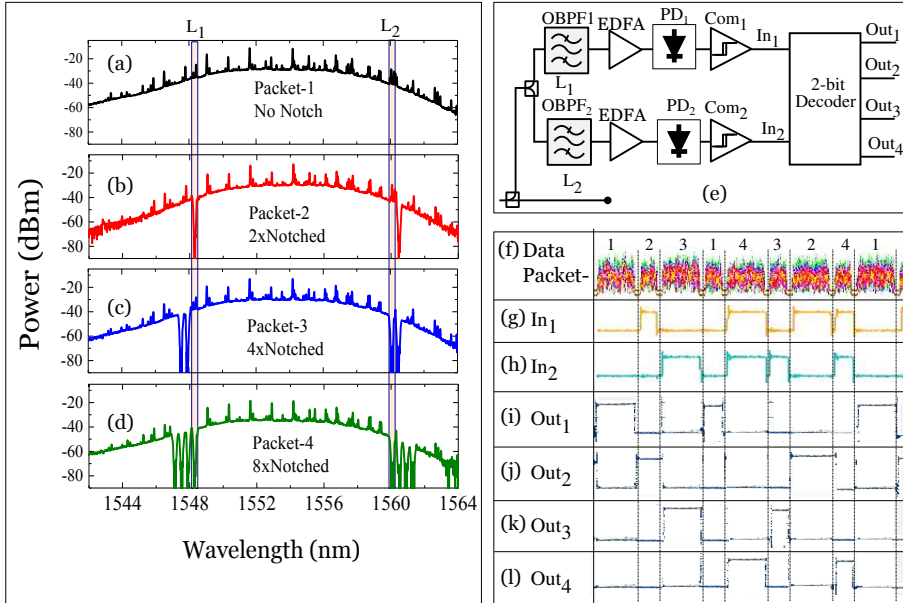 L1 L2
(a)
Packet-1
No Notch
-20
-40
-60
-80
(b)
Packet-2
2xNotched
-20
-40
-60
-80
(c)
Packet-3
4xNotched
-20
-40
-60
-80
(d)
Packet-4
8xNotched
-20
-40
-60
-80
1544 1548 1552 1556 1560 1564
Wavelength (nm)
Power (dBm)
OBPF1 EDFA PD1 Com1 In1
L1
OBPF2 EDFA PD2 Com2 In2
L2
2-bit
Decoder
Out1
Out2
Out3
Out4
(e)
(f) Data
Packet-
1 2 3 1 4 3 2 4 1
(g) In1
(h) In2
(i) Out1
(j) Out2
(k) Out3
(l) Out4